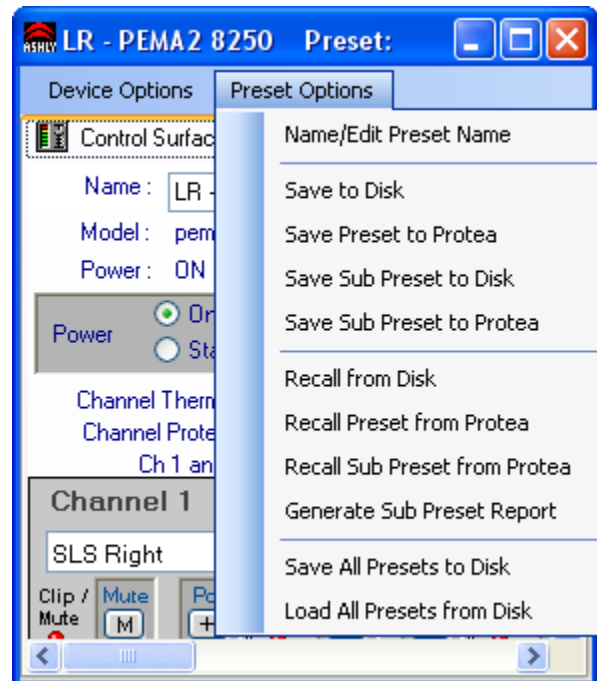 ASHLY LR - PEMA2 8250 Preset:
Device Options Preset Options
Control Surfac
Name/Edit Preset Name
Name : LR -
Save to Disk
Model : pem
Save Preset to Protea
Power : ON
Save Sub Preset to Disk
Power On
Save Sub Preset to Protea
Sta
Recall from Disk
Channel Therm
Recall Preset from Protea
Channel Prote
Recall Sub Preset from Protea
Ch 1 an
Channel 1
Generate Sub Preset Report
SLS Right
Save All Presets to Disk
Clip / Mute
Mute M
Po
+
Load All Presets from Disk